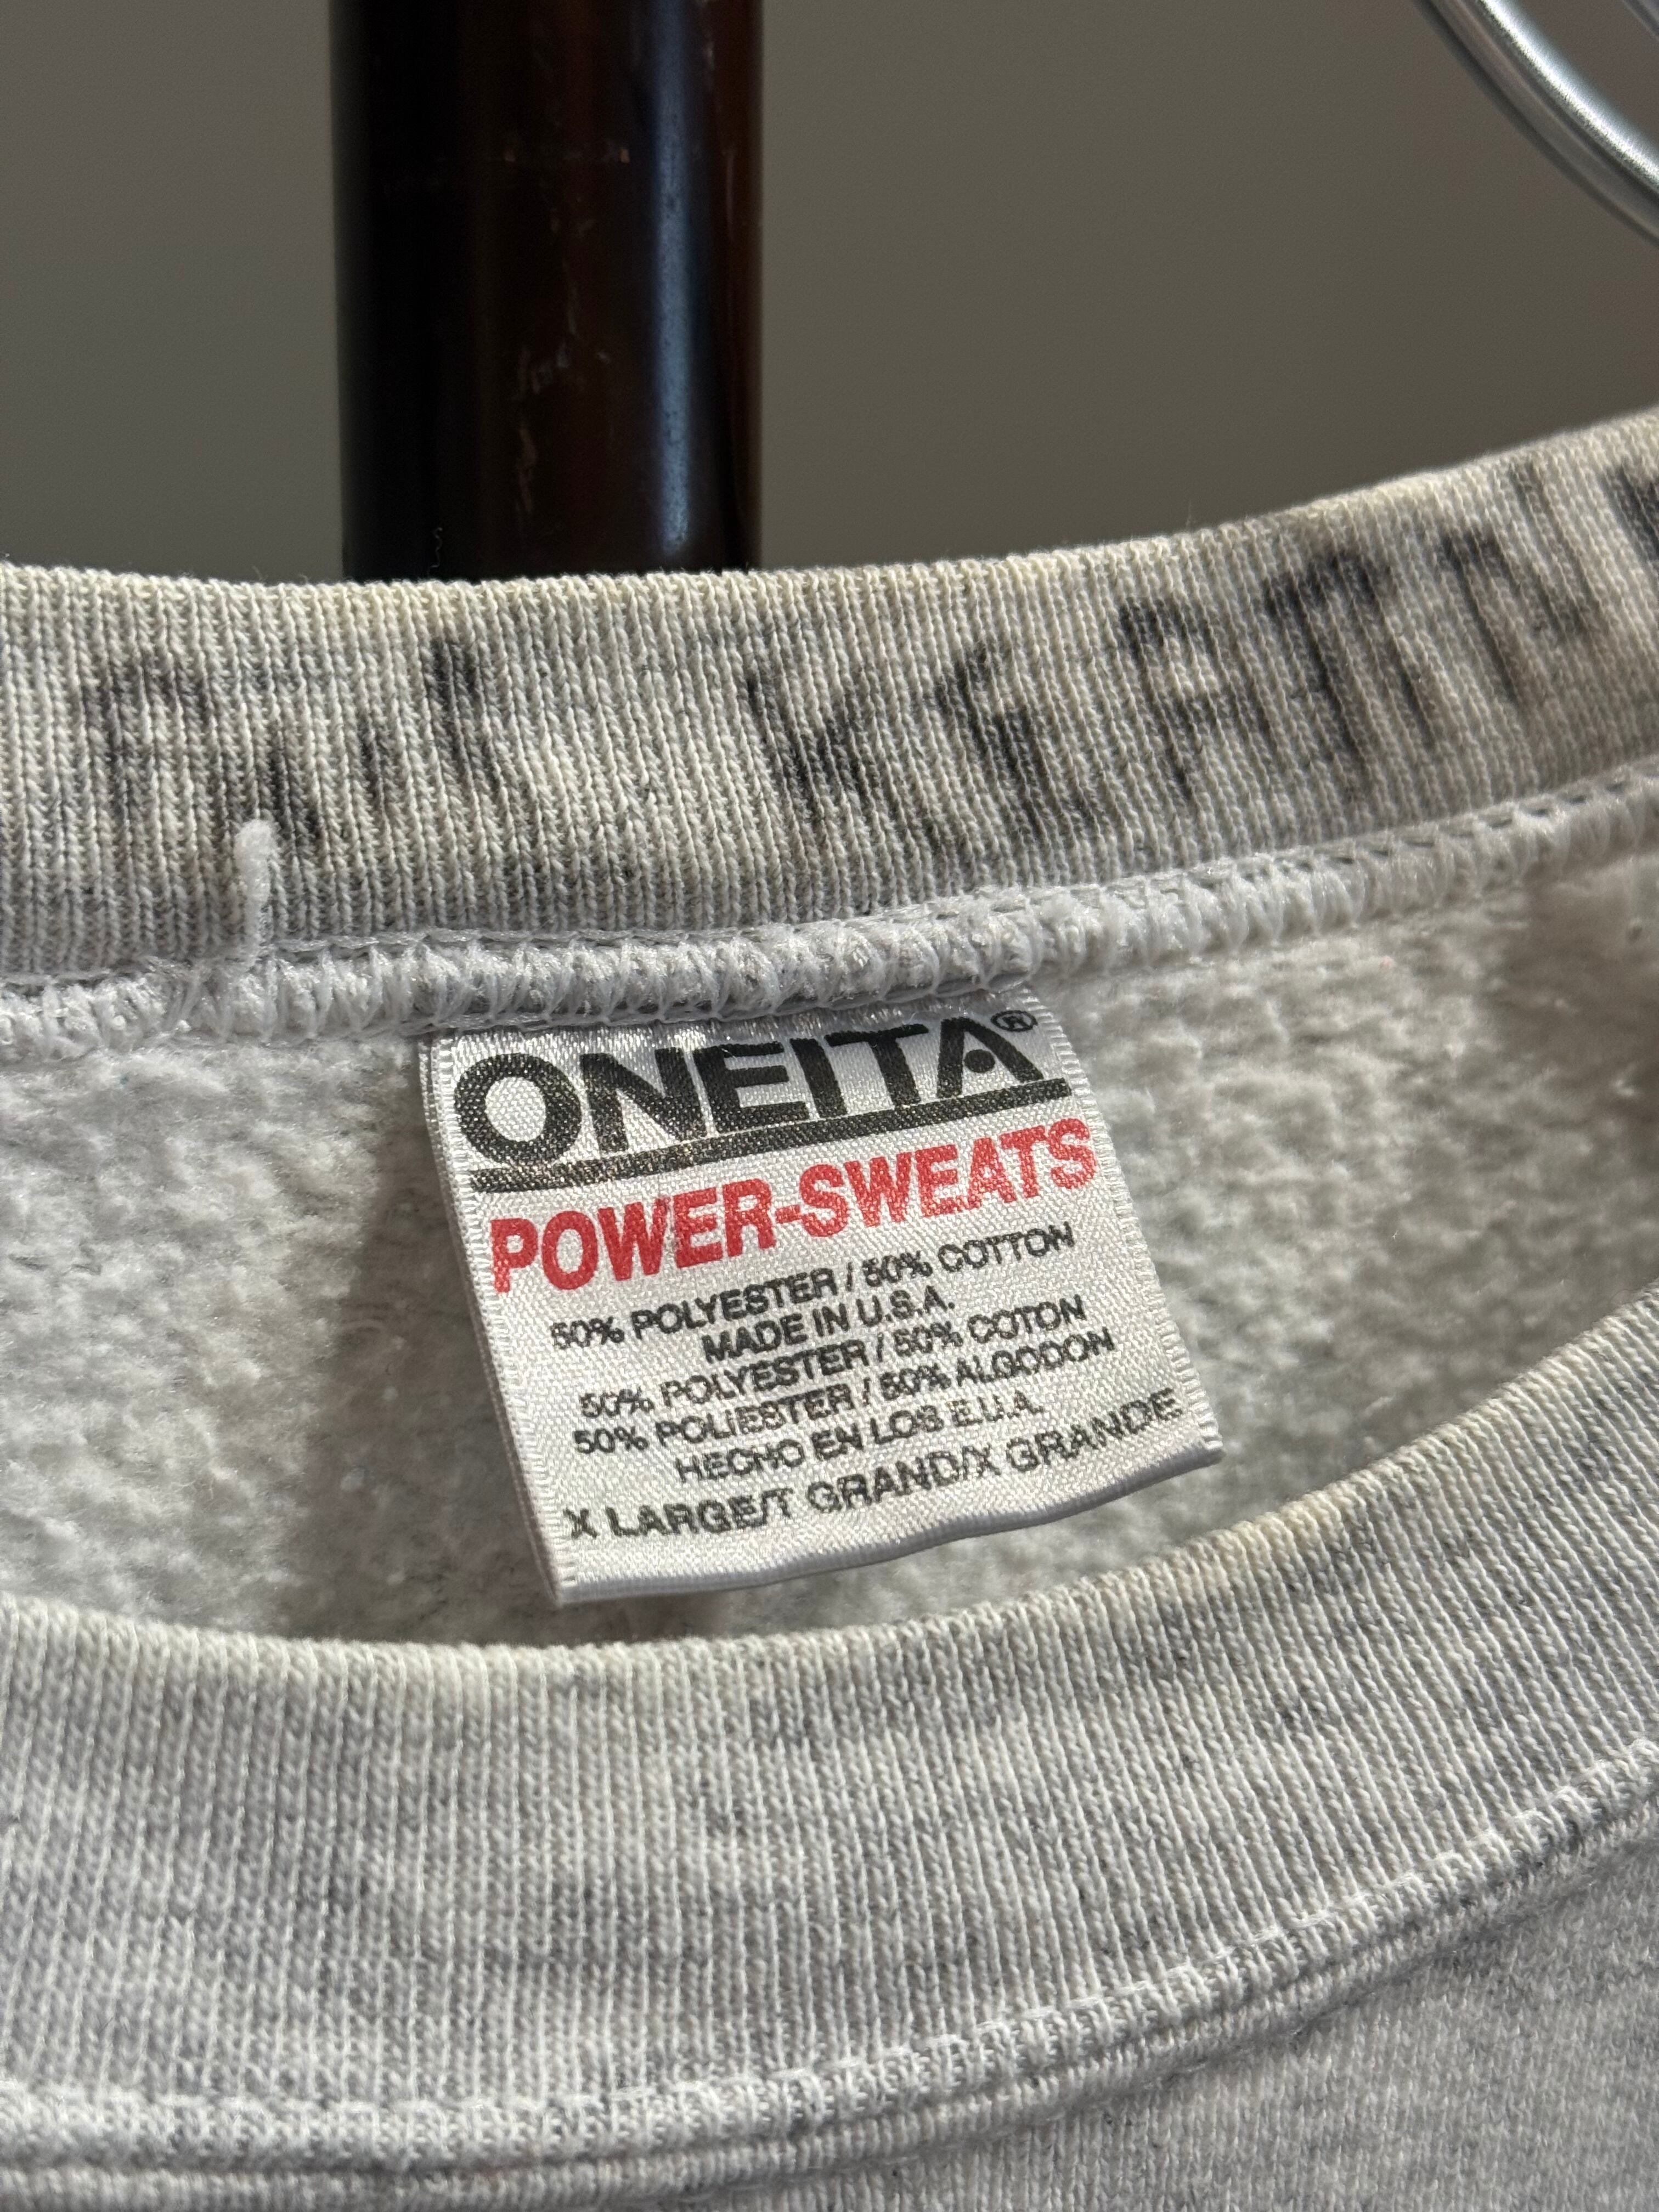 ONEITA®
POWER-SWEATS
50% POLYESTER / 50% COTTON
MADE IN U.S.A.
50% POLYESTER / 50% COTON
50% POLIESTER / 50% ALGODON
HECHO EN LOS E.U.A.
X LARGE/T GRAND/X GRANDE